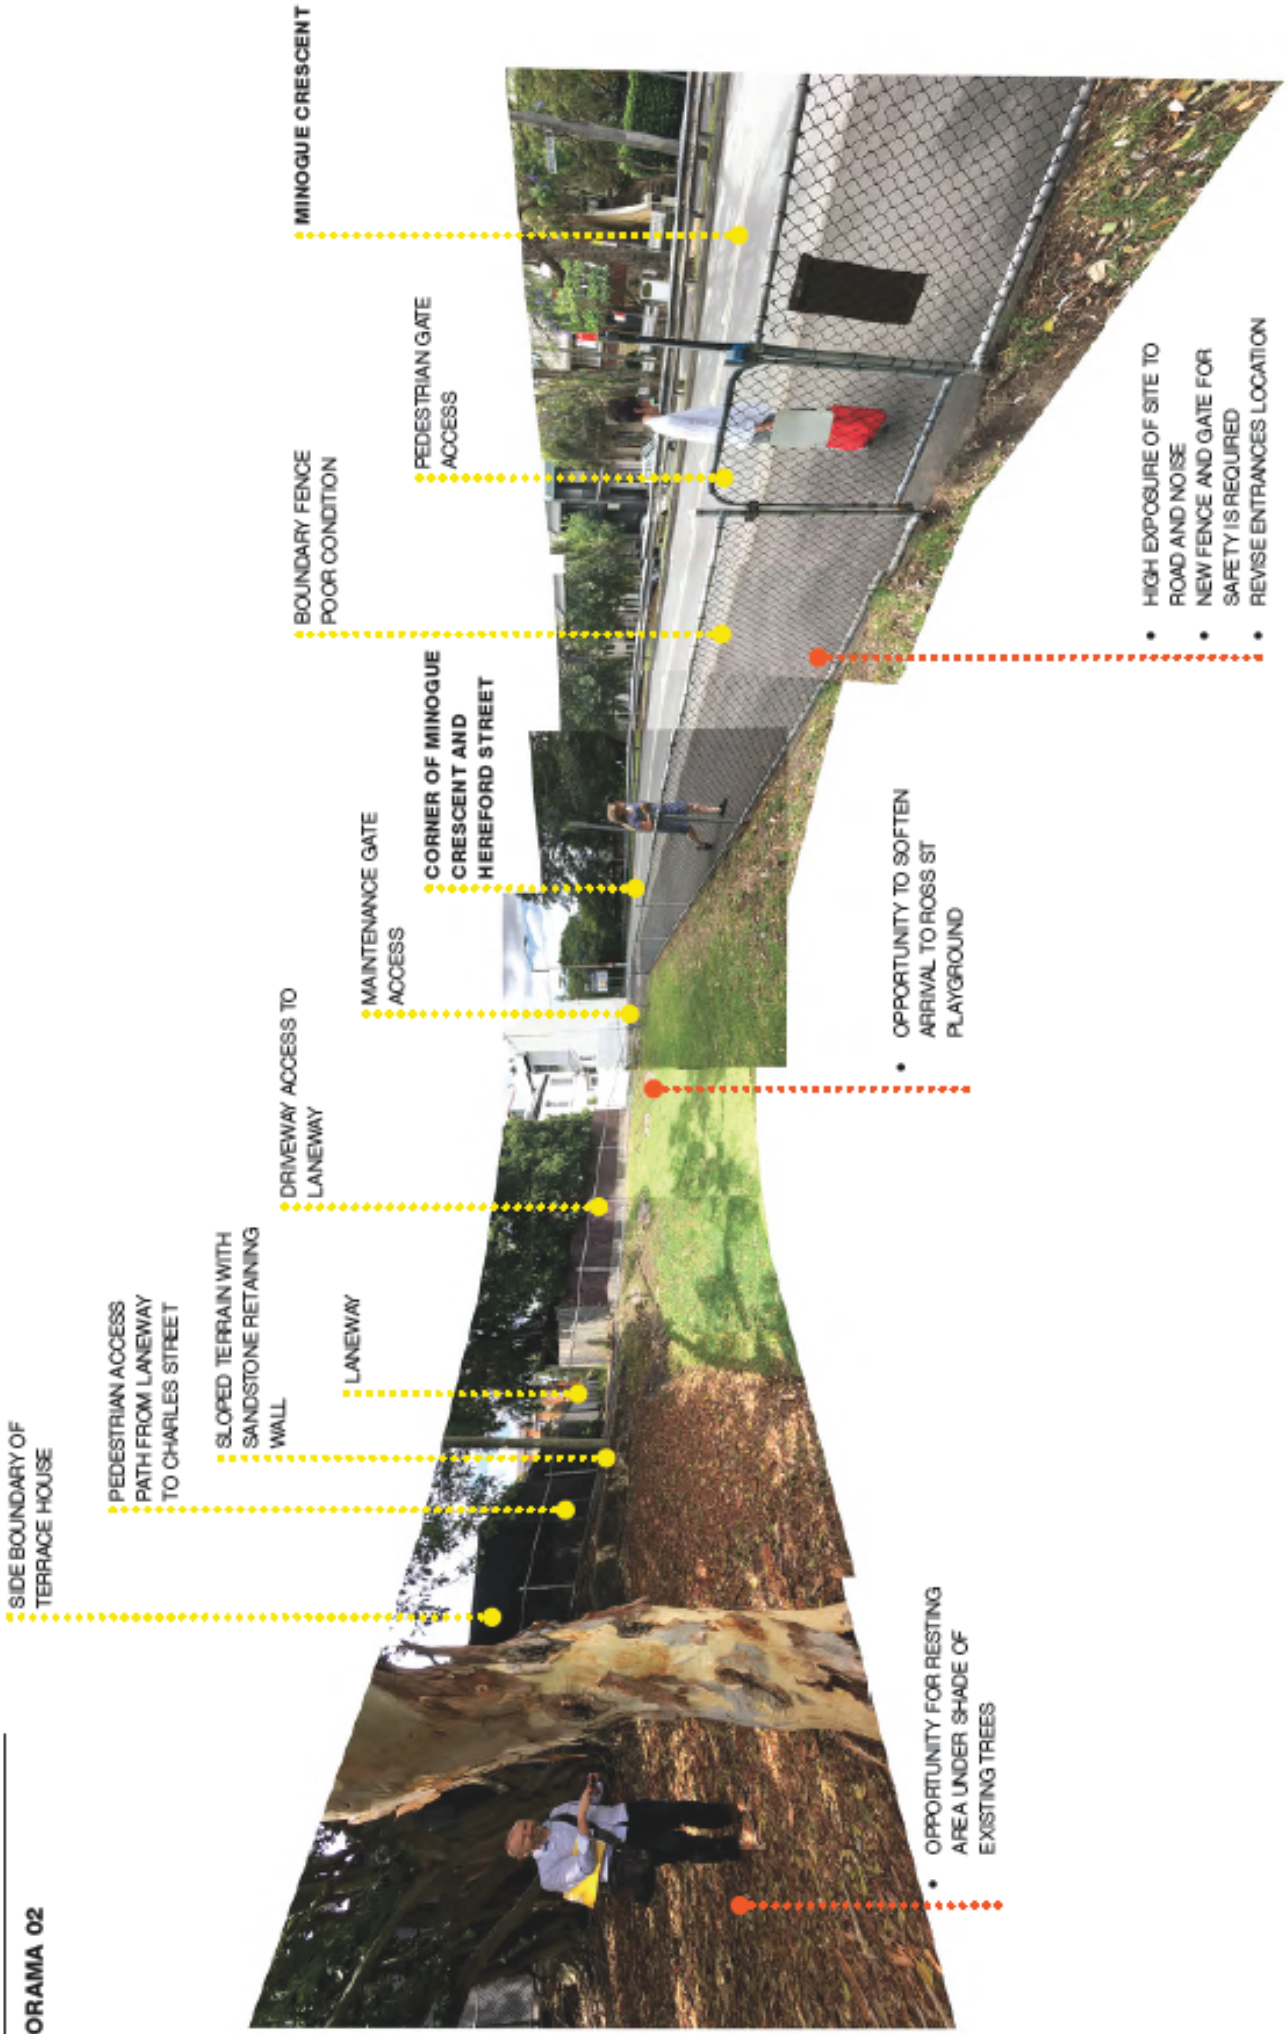 ORAMA 02
SIDE BOUNDARY OF
TERRACE HOUSE
PEDESTRIAN ACCESS
PATH FROM LANEWAY
TO CHARLES STREET
SLOPED TERRAIN WITH
SANDSTONE RETAINING
WALL
LANEWAY
DRIVEWAY ACCESS TO
LANEWAY
MAINTENANCE GATE
ACCESS
CORNER OF MINOGUE
CRESCENT AND
HEREFORD STREET
BOUNDARY FENCE
POOR CONDITION
PEDESTRIAN GATE
ACCESS
MINOGUE CRESCENT
• OPPORTUNITY FOR RESTING
AREA UNDER SHADE OF
EXISTING TREES
• OPPORTUNITY TO SOFTEN
ARRIVAL TO ROSS ST
PLAYGROUND
• HIGH EXPOSURE OF SITE TO
ROAD AND NOISE
• NEW FENCE AND GATE FOR
SAFETY IS REQUIRED
• REVISE ENTRANCES LOCATION